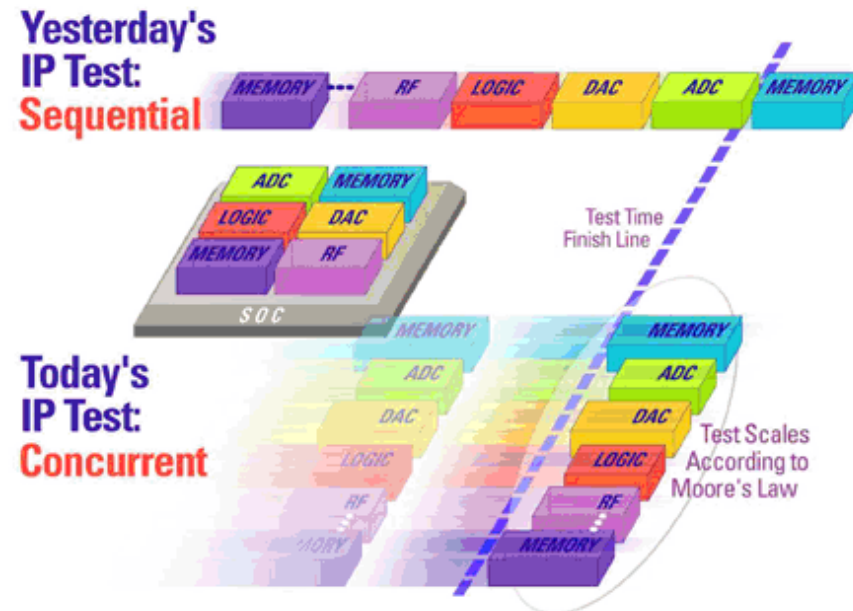 Yesterday's
IP Test:
Sequential
MEMORY RF LOGIC DAC ADC MEMORY
ADC MEMORY
LOGIC DAC
MEMORY RF
SOC
Test Time
Finish Line
Today's
IP Test:
Concurrent
MEMORY
ADC
DAC
LOGIC
RF
MEMORY
MEMORY
ADC
DAC
LOGIC
RF
MEMORY
Test Scales
According to
Moore's Law